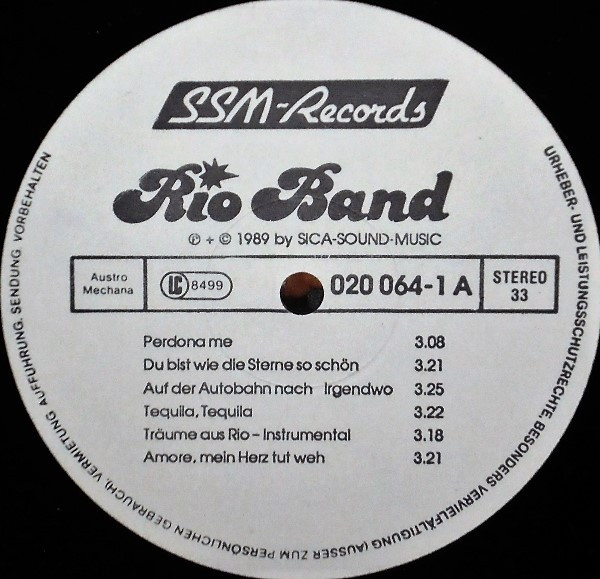 SSM-Records
Rio Band
℗ + © 1989 by SICA-SOUND-MUSIC
Austro
Mechana
LC 8499
020 064-1 A
STEREO
33
Perdona me 3.08
Du bist wie die Sterne so schön 3.21
Auf der Autobahn nach Irgendwo 3.25
Tequila, Tequila 3.22
Träume aus Rio – Instrumental 3.18
Amore, mein Herz tut weh 3.21
URHEBER- UND LEISTUNGSSCHUTZRECHTE, BESONDERS VERVIELFÄLTIGUNG (AUSSER ZUM PERSÖNLICHEN GEBRAUCH), VERMIETUNG AUFFÜHRUNG, SENDUNG VORBEHALTEN